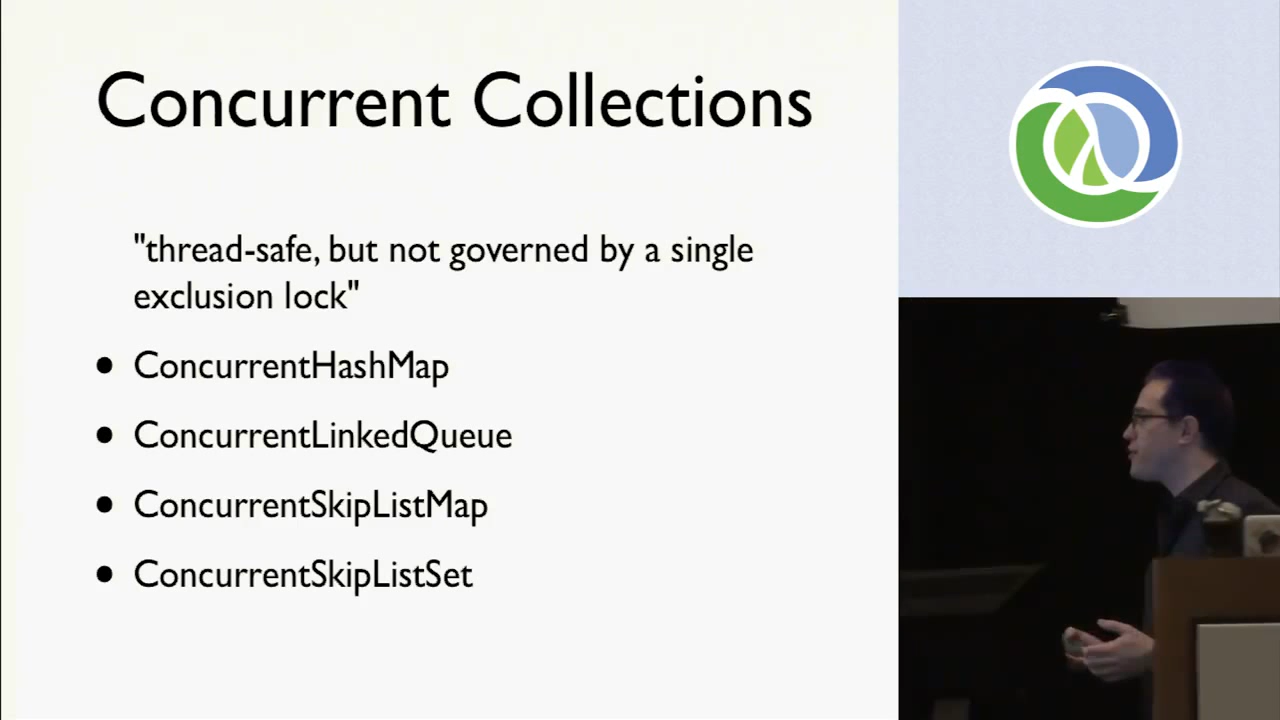 Concurrent Collections
"thread-safe, but not governed by a single
exclusion lock"
• ConcurrentHashMap
• ConcurrentLinkedQueue
• ConcurrentSkipListMap
• ConcurrentSkipListSet